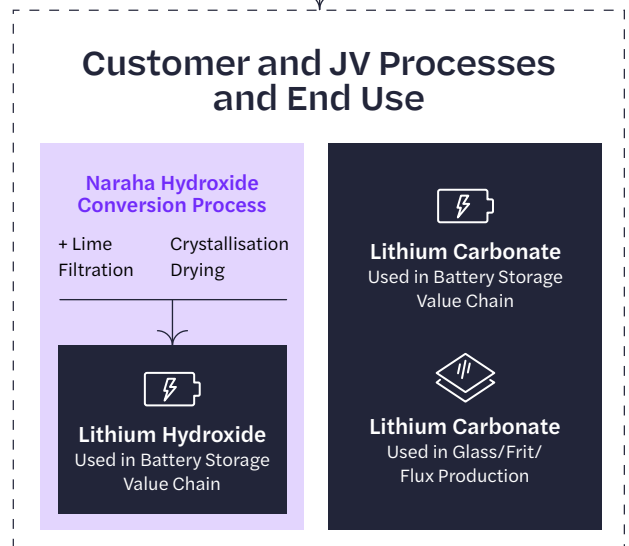 Customer and JV Processes
and End Use
Naraha Hydroxide
Conversion Process
+ Lime
Filtration
Crystallisation
Drying
Lithium Hydroxide
Used in Battery Storage
Value Chain
Lithium Carbonate
Used in Battery Storage
Value Chain
Lithium Carbonate
Used in Glass/Frit/
Flux Production